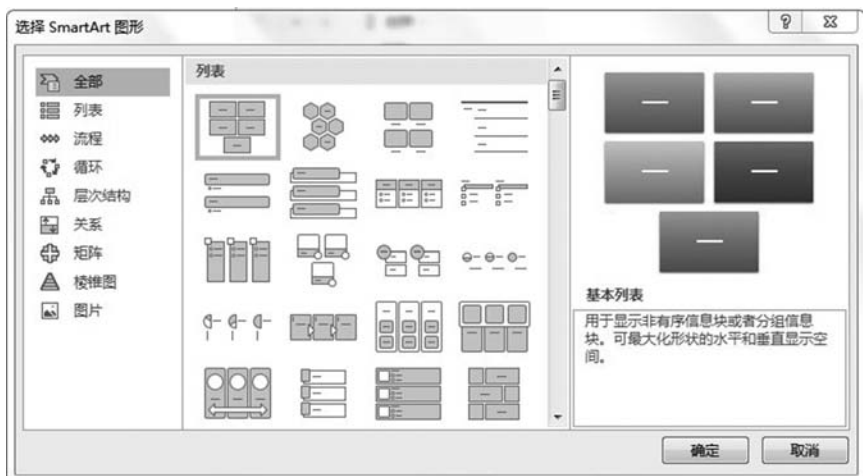 选择 SmartArt 图形
全部
列表
流程
循环
层次结构
关系
矩阵
棱锥图
图片
列表
基本列表
用于显示非有序信息块或者分组信息
块。可最大化形状的水平和垂直显示空
间。
确定
取消